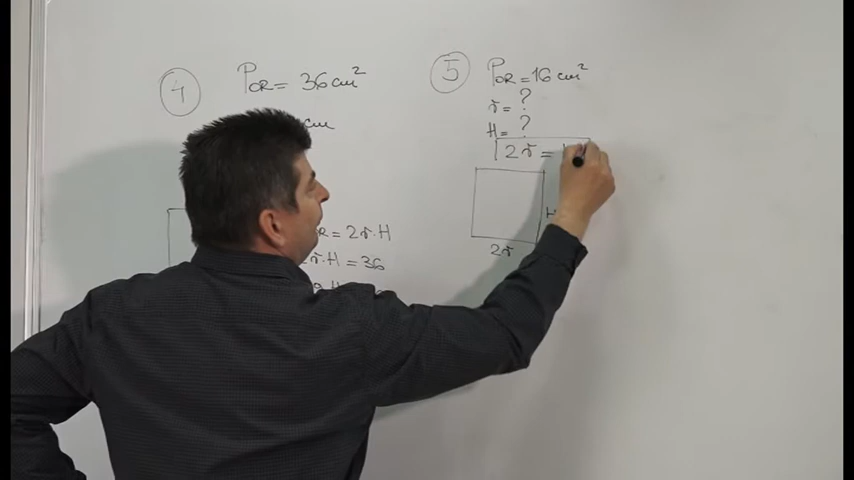 4
P_OR = 36 cm²
cm
R = 2r·H
r·H = 36
5
P_OR = 16 cm²
r = ?
H = ?
2r =
H
2r